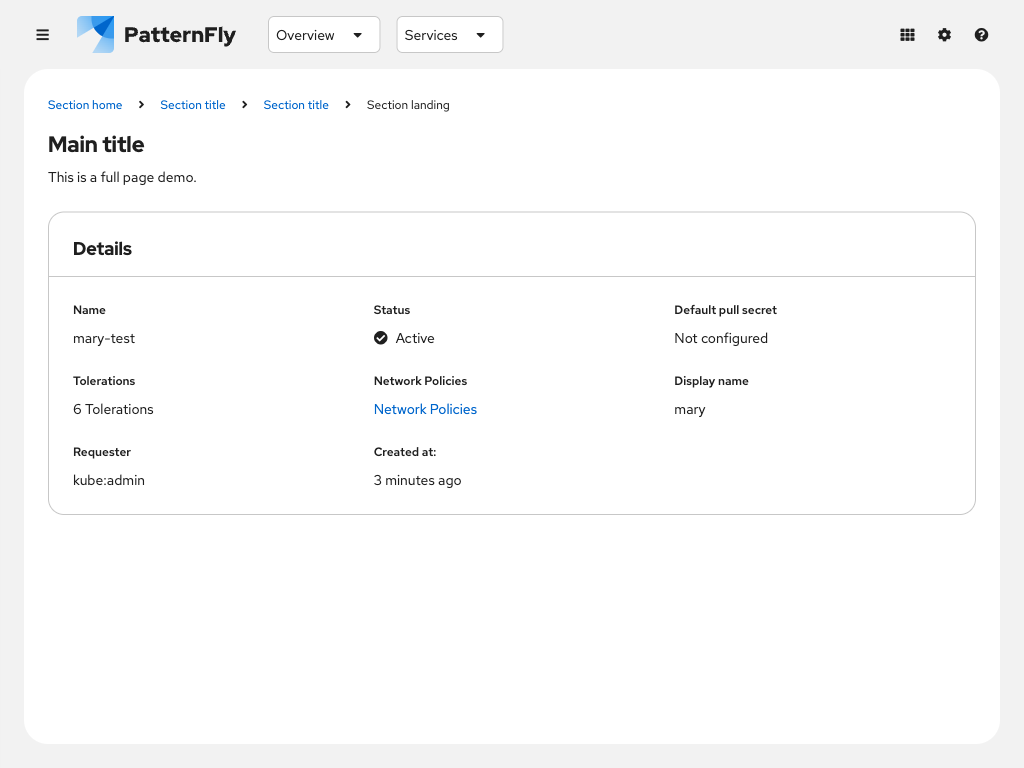 PatternFly Overview Services
Section home Section title Section title Section landing
Main title
This is a full page demo.
Details
Name Status Default pull secret
mary-test Active Not configured
Tolerations Network Policies Display name
6 Tolerations Network Policies mary
Requester Created at:
kube:admin 3 minutes ago